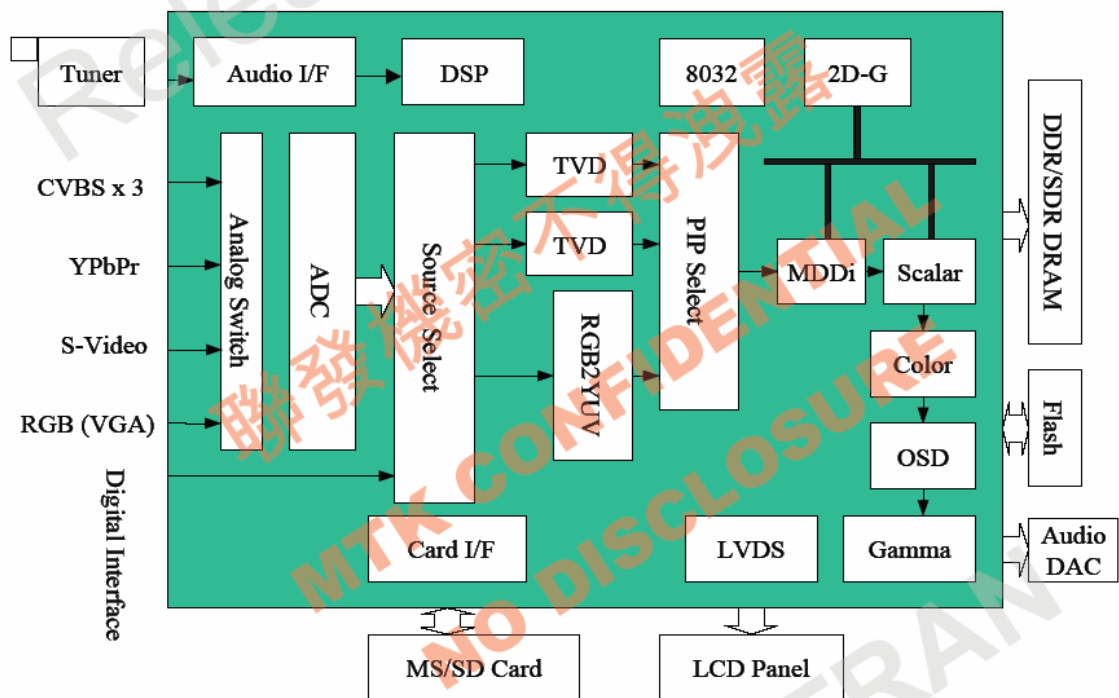 Tuner
Audio I/F
DSP
8032
2D-G
DDR/SDR DRAM
CVBS x 3
YPbPr
S-Video
RGB (VGA)
Digital Interface
Analog Switch
ADC
Source Select
TVD
TVD
RGB2YUV
PIP Select
MDDi
Scalar
Color
OSD
Gamma
Flash
Audio
DAC
Card I/F
LVDS
MS/SD Card
LCD Panel
聯發機密不得洩露
MTK CONFIDENTIAL
NO DISCLOSURE